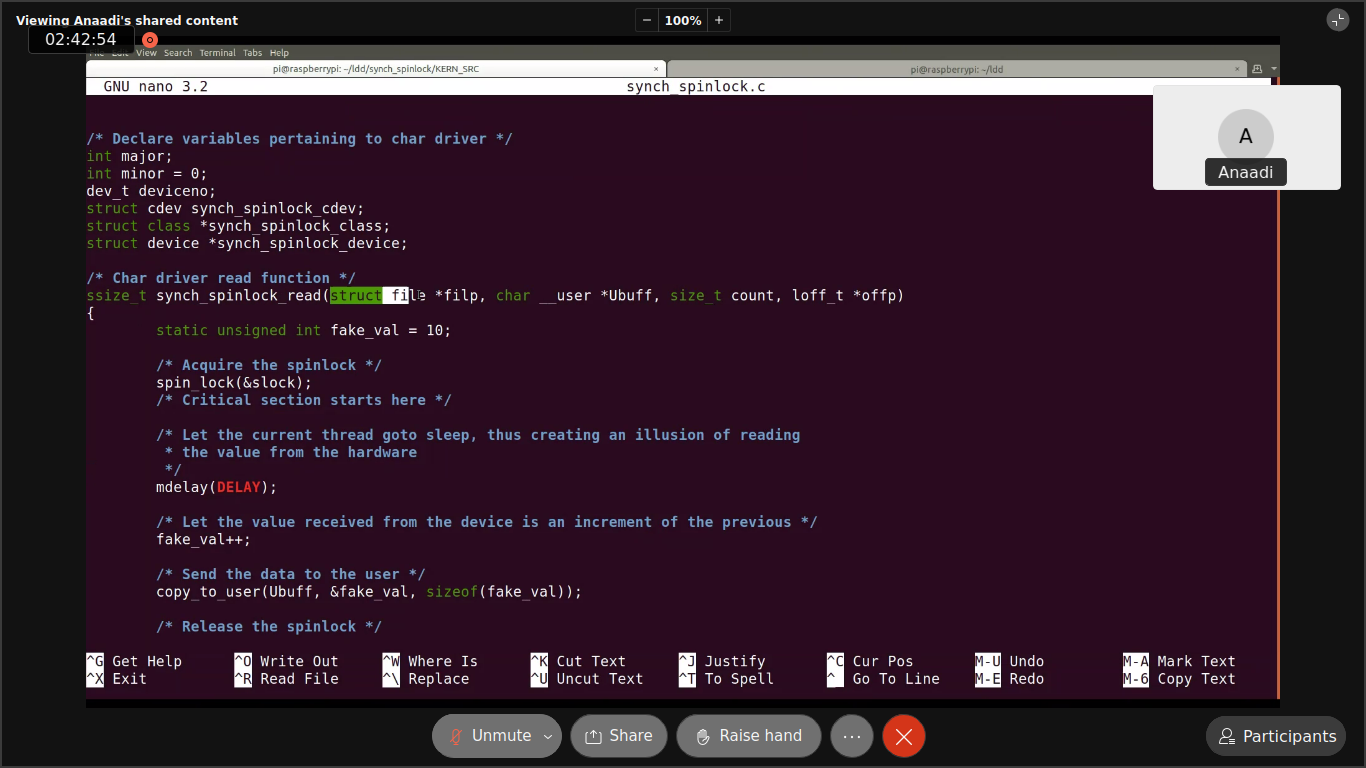 Viewing Anaadi's shared content
− 100% +
02:42:54
File Edit View Search Terminal Tabs Help
pi@raspberrypi: ~/ldd/synch_spinlock/KERN_SRC × pi@raspberrypi: ~/ldd ×
GNU nano 3.2 synch_spinlock.c
A
Anaadi
/* Declare variables pertaining to char driver */
int major;
int minor = 0;
dev_t deviceno;
struct cdev synch_spinlock_cdev;
struct class *synch_spinlock_class;
struct device *synch_spinlock_device;
/* Char driver read function */
ssize_t synch_spinlock_read(struct file *filp, char __user *Ubuff, size_t count, loff_t *offp)
{
static unsigned int fake_val = 10;
/* Acquire the spinlock */
spin_lock(&slock);
/* Critical section starts here */
/* Let the current thread goto sleep, thus creating an illusion of reading
* the value from the hardware
*/
mdelay(DELAY);
/* Let the value received from the device is an increment of the previous */
fake_val++;
/* Send the data to the user */
copy_to_user(Ubuff, &fake_val, sizeof(fake_val));
/* Release the spinlock */
^G Get Help ^O Write Out ^W Where Is ^K Cut Text ^J Justify ^C Cur Pos M-U Undo M-A Mark Text
^X Exit ^R Read File ^\ Replace ^U Uncut Text ^T To Spell ^_ Go To Line M-E Redo M-6 Copy Text
Unmute Share Raise hand ... Participants